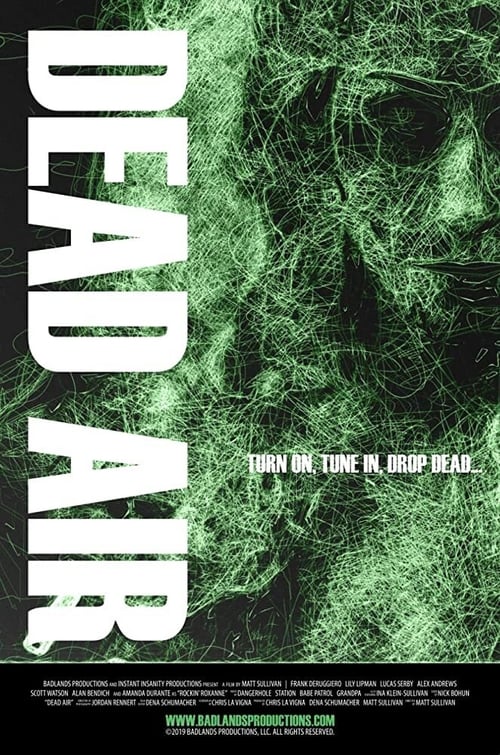 DEAD AIR
TURN ON, TUNE IN, DROP DEAD...
BADLANDS PRODUCTIONS AND INSTANT INSANITY PRODUCTIONS PRESENT A FILM BY MATT SULLIVAN | FRANK DERUGGIERO LILY LIPMAN LUCAS SERBY ALEX ANDREWS
SCOTT WATSON ALAN BENDICH AND AMANDA DURANTE AS "ROCKIN' ROXANNE" DANGERHOLE STATION BABE PATROL GRANDPA INA KLEIN-SULLIVAN NICK BOHUN
"DEAD AIR" JORDAN RENNERT DENA SCHUMACHER CHRIS LA VIGNA CHRIS LA VIGNA DENA SCHUMACHER MATT SULLIVAN MATT SULLIVAN
WWW.BADLANDSPRODUCTIONS.COM
©2019 BADLANDS PRODUCTIONS, LLC. ALL RIGHTS RESERVED.